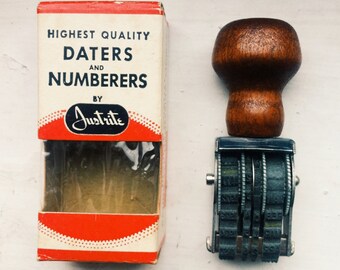 HIGHEST QUALITY
DATERS
AND
NUMBERERS
BY
Justrite